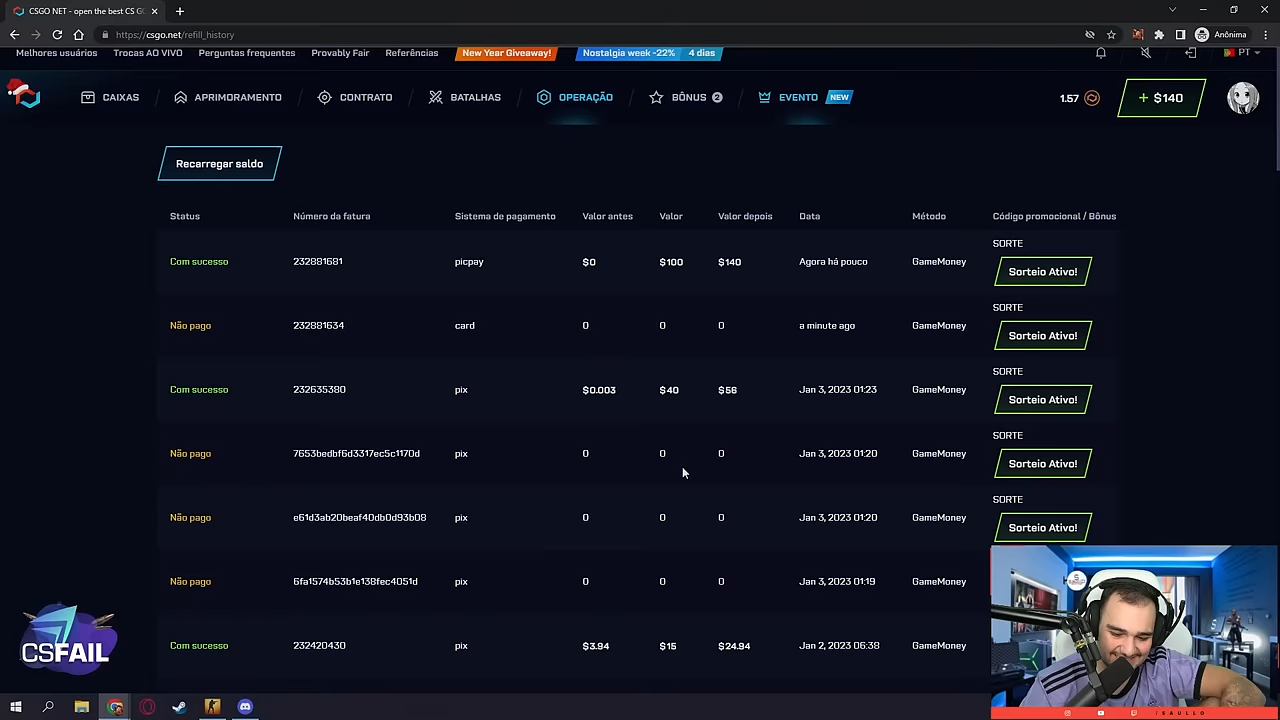 CSGO NET - open the best CS G
https://csgo.net/refill_history
Anônima
Melhores usuários
Trocas AO VIVO
Perguntas frequentes
Provably Fair
Referências
New Year Giveaway!
Nostalgia week -22%
4 dias
PT
CAIXAS
APRIMORAMENTO
CONTRATO
BATALHAS
OPERAÇÃO
BÔNUS 2
EVENTO NEW
1.57
+ $140
Recarregar saldo
Status Número da fatura Sistema de pagamento Valor antes Valor Valor depois Data Método Código promocional / Bônus
SORTE
Com sucesso 232881681 picpay $0 $100 $140 Agora há pouco GameMoney Sorteio Ativo!
SORTE
Não pago 232881634 card 0 0 0 a minute ago GameMoney Sorteio Ativo!
SORTE
Com sucesso 232635380 pix $0.003 $40 $56 Jan 3, 2023 01:23 GameMoney Sorteio Ativo!
SORTE
Não pago 7653bedbf6d3317ec5c1170d pix 0 0 0 Jan 3, 2023 01:20 GameMoney Sorteio Ativo!
SORTE
Não pago e61d3ab20beaf40db0d93b08 pix 0 0 0 Jan 3, 2023 01:20 GameMoney Sorteio Ativo!
Não pago 6fa1574b53b1e138fec4051d pix 0 0 0 Jan 3, 2023 01:19 GameMoney
Com sucesso 232420430 pix $3.94 $15 $24.94 Jan 2, 2023 06:38 GameMoney
CSFAIL
/SAULLO